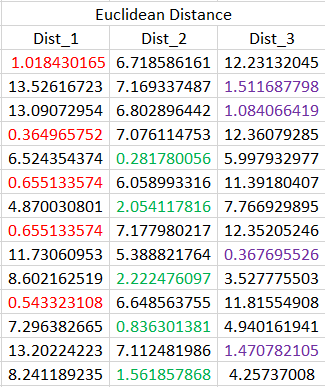 Euclidean Distance
Dist_1 Dist_2 Dist_3
1.018430165 6.718586161 12.23132045
13.52616723 7.169337487 1.511687798
13.09072954 6.802896442 1.084066419
0.364965752 7.076114753 12.36079285
6.524354374 0.281780056 5.997932977
0.655133574 6.058993316 11.39180407
4.870030801 2.054117816 7.766929895
0.655133574 7.177980217 12.35205246
11.73060953 5.388821764 0.367695526
8.602162519 2.222476097 3.527775503
0.543323108 6.648563755 11.81554908
7.296382665 0.836301381 4.940161941
13.20224223 7.112481986 1.470782105
8.241189235 1.561857868 4.25737008